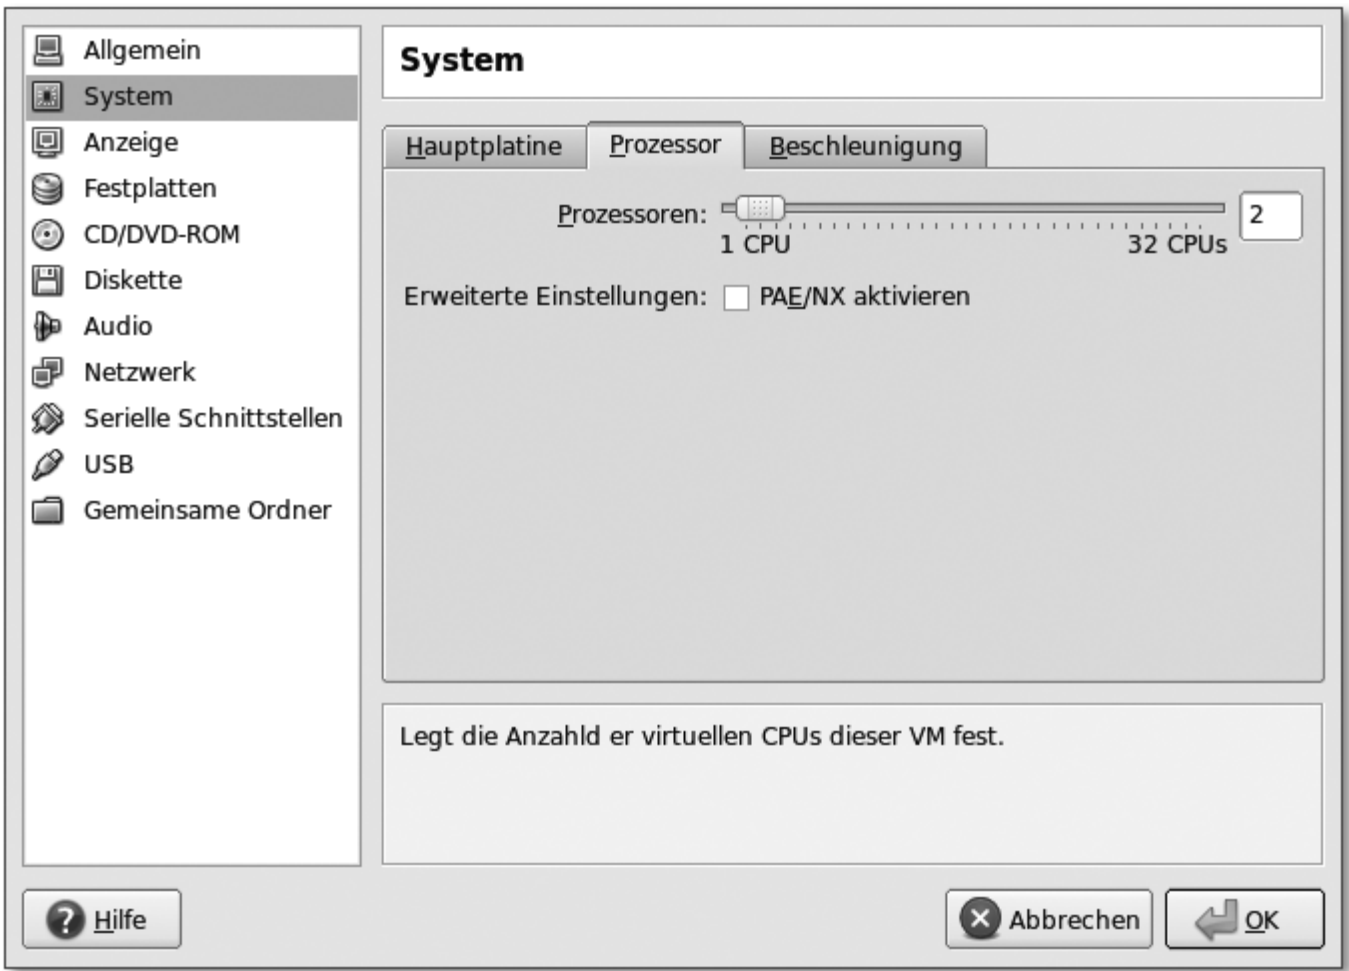 Allgemein
System
Anzeige
Festplatten
CD/DVD-ROM
Diskette
Audio
Netzwerk
Serielle Schnittstellen
USB
Gemeinsame Ordner
System
Hauptplatine Prozessor Beschleunigung
Prozessoren: 2
1 CPU 32 CPUs
Erweiterte Einstellungen: PAE/NX aktivieren
Legt die Anzahld er virtuellen CPUs dieser VM fest.
Hilfe Abbrechen OK